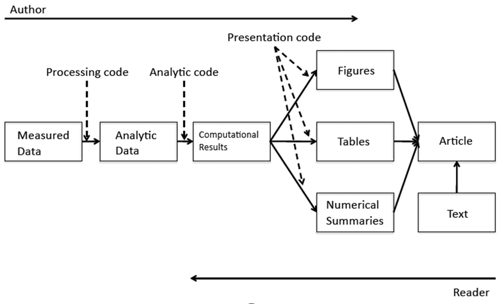 Author
Presentation code
Processing code
Analytic code
Figures
Measured
Data
Analytic
Data
Computational
Results
Tables
Article
Numerical
Summaries
Text
Reader